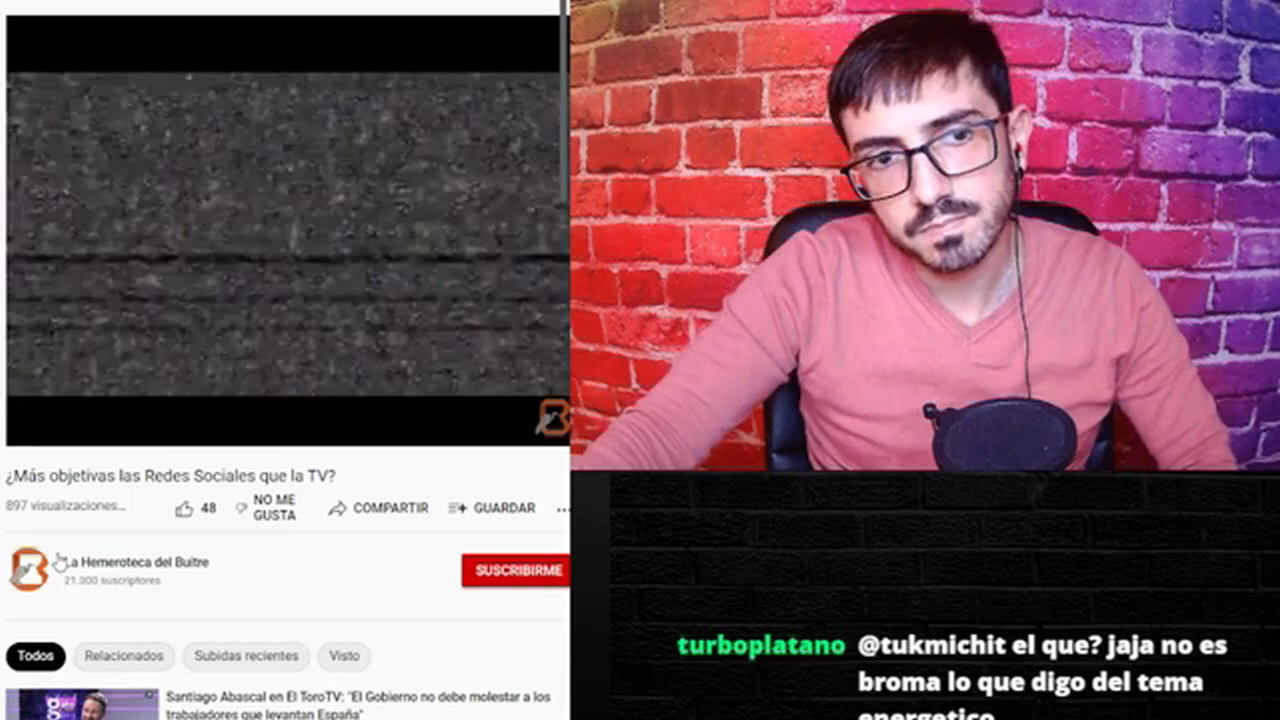 ¿Más objetivas las Redes Sociales que la TV?
897 visualizaciones...
48
NO ME
GUSTA
COMPARTIR
GUARDAR
...
La Hemeroteca del Buitre
21.300 suscriptores
SUSCRIBIRME
Todos
Relacionados
Subidas recientes
Visto
Santiago Abascal en El ToroTV: "El Gobierno no debe molestar a los
trabajadores que levantan España"
turboplatano @tukmichit el que? jaja no es
broma lo que digo del tema
energetico